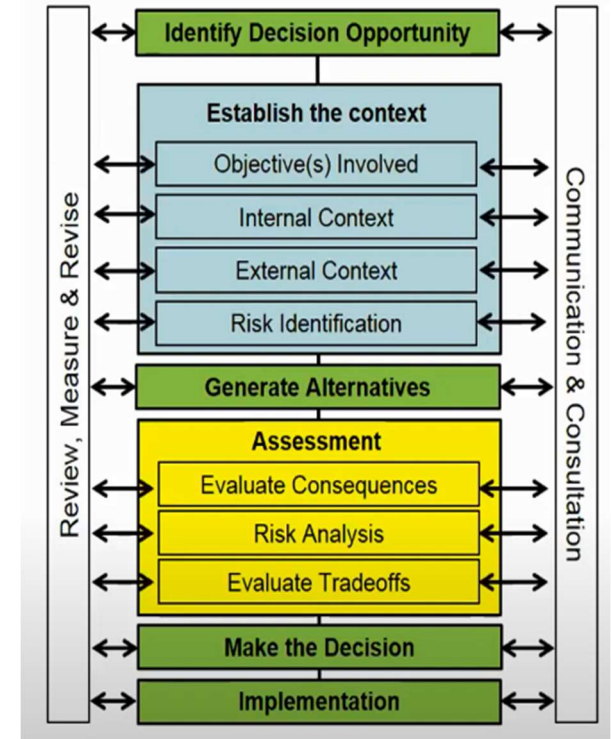 Identify Decision Opportunity
Establish the context
Objective(s) Involved
Internal Context
External Context
Risk Identification
Generate Alternatives
Assessment
Evaluate Consequences
Risk Analysis
Evaluate Tradeoffs
Make the Decision
Implementation
Review, Measure & Revise
Communication & Consultation